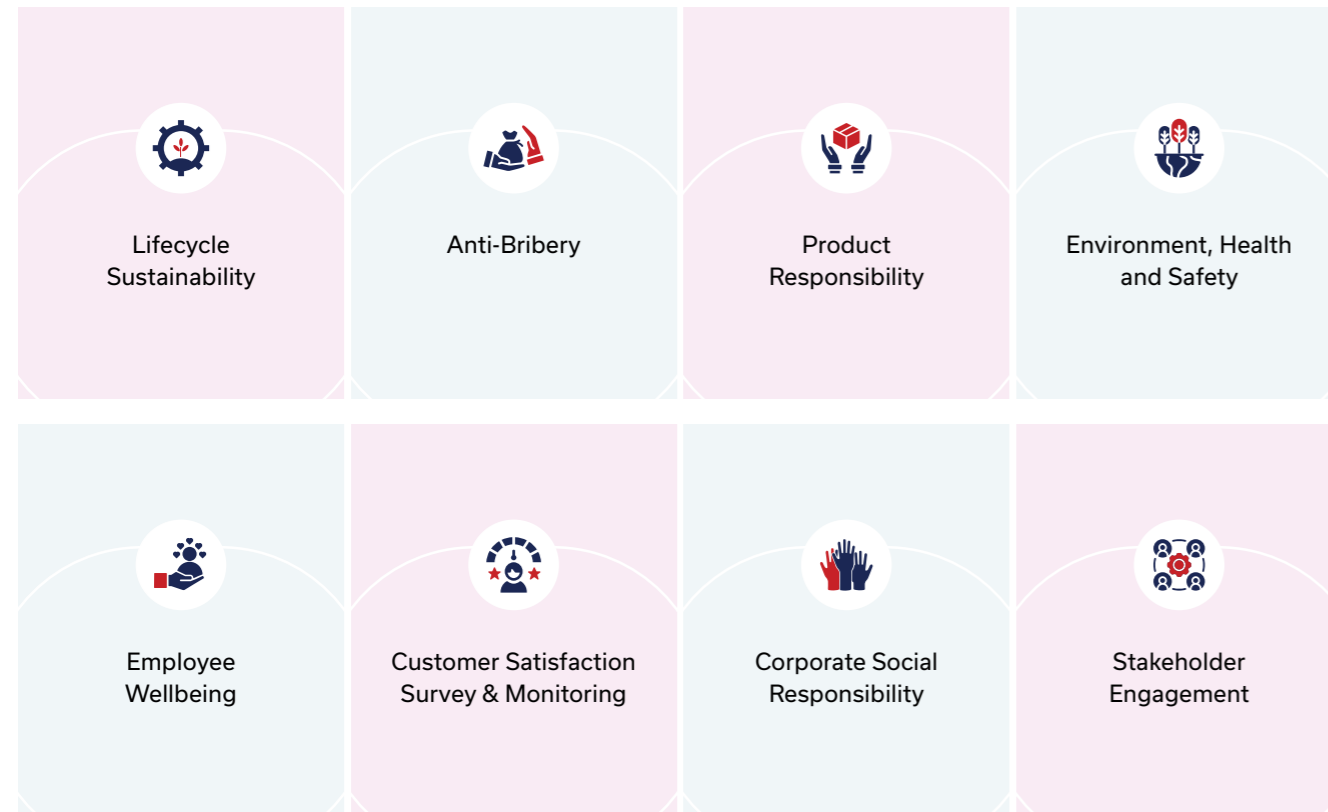 Lifecycle
Sustainability
Anti-Bribery
Product
Responsibility
Environment, Health
and Safety
Employee
Wellbeing
Customer Satisfaction
Survey & Monitoring
Corporate Social
Responsibility
Stakeholder
Engagement